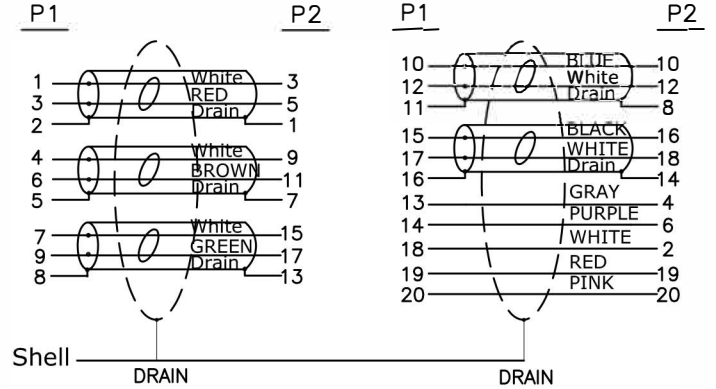 P1 P2
1 White 3
3 RED 5
2 Drain 1
4 White 9
6 BROWN 11
5 Drain 7
7 White 15
9 GREEN 17
8 Drain 13
P1 P2
10 BLUE 10
12 White 12
11 Drain 8
15 BLACK 16
17 WHITE 18
16 Drain 14
13 GRAY 4
14 PURPLE 6
18 WHITE 2
19 RED 19
20 PINK 20
Shell
DRAIN DRAIN